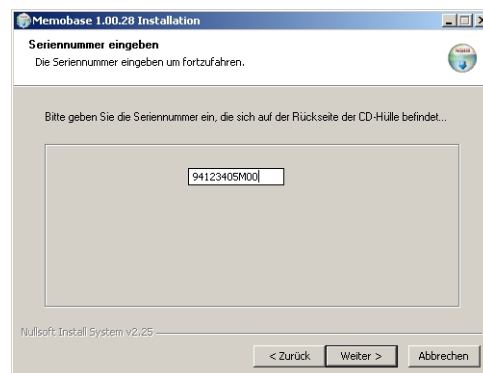 Memobase 1.00.28 Installation
Seriennummer eingeben
Die Seriennummer eingeben um fortzufahren.
Bitte geben Sie die Seriennummer ein, die sich auf der Rückseite der CD-Hülle befindet...
94123405M00
Nullsoft Install System v2.25
< Zurück Weiter > Abbrechen